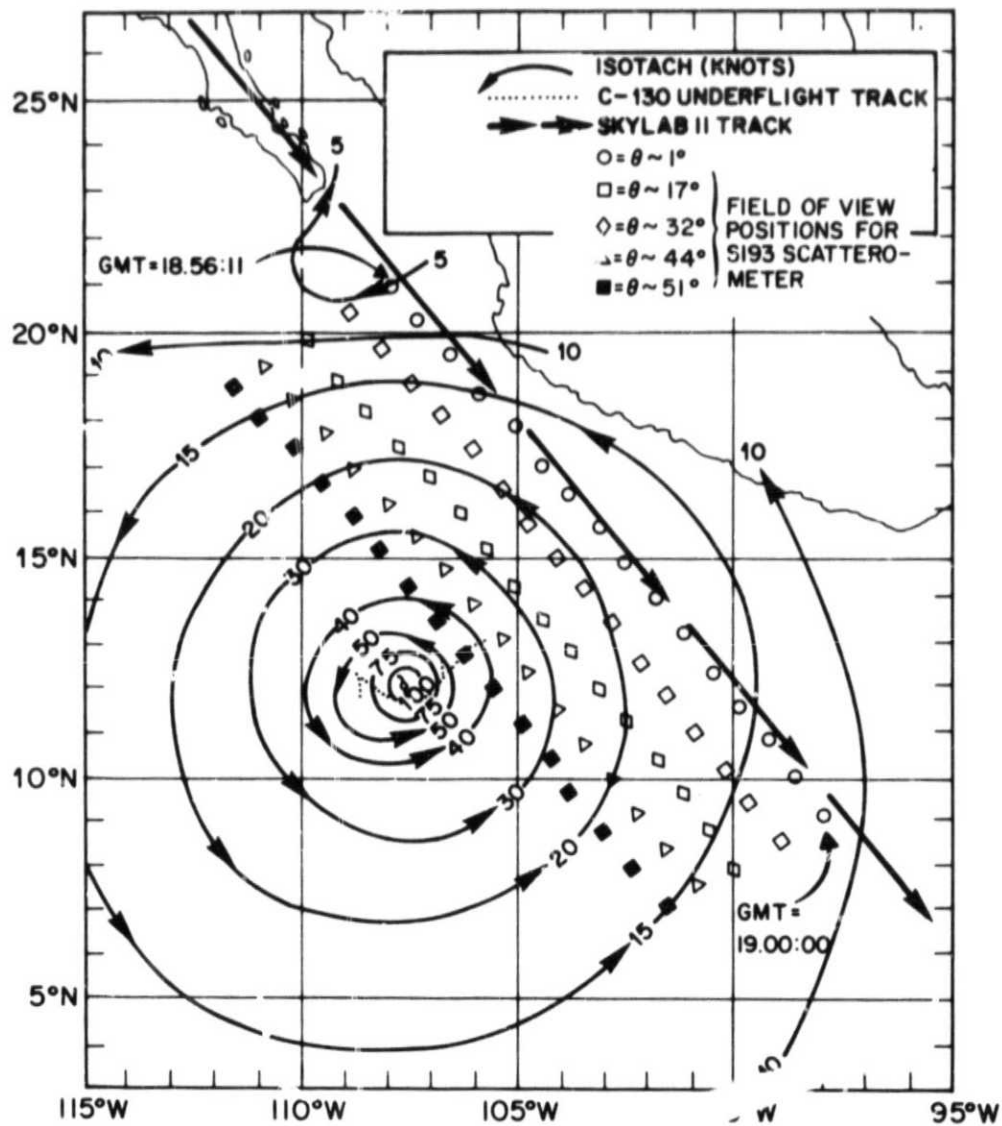 ISOTACH (KNOTS)
C-130 UNDERFLIGHT TRACK
SKYLAB II TRACK
O = θ ~ 1°
□ = θ ~ 17°
◇ = θ ~ 32°
▵ = θ ~ 44°
■ = θ ~ 51°
FIELD OF VIEW
POSITIONS FOR
S193 SCATTERO-
METER
25°N
20°N
15°N
10°N
5°N
5
GMT=18.56:11
5
10
10
15
10
20
30
40
50
75
100
75
50
40
30
20
15
GMT=
19.00:00
10
115°W
110°W
105°W
W
95°W